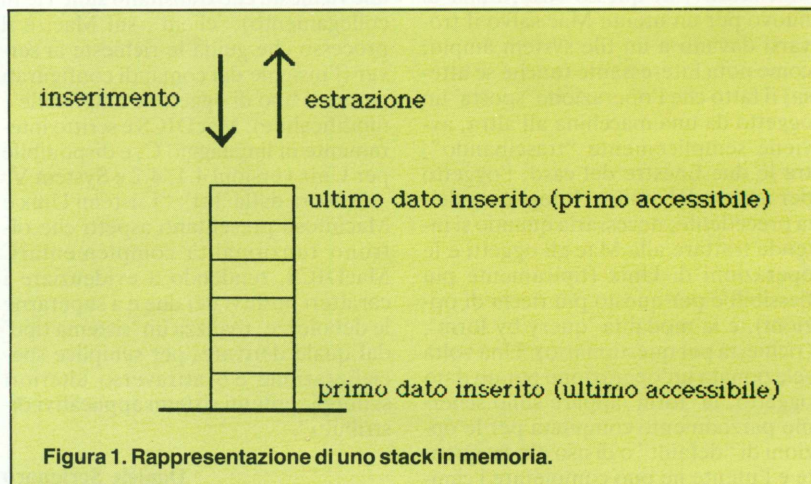 inserimento
estrazione
ultimo dato inserito (primo accessibile)
primo dato inserito (ultimo accessibile)
Figura 1. Rappresentazione di uno stack in memoria.